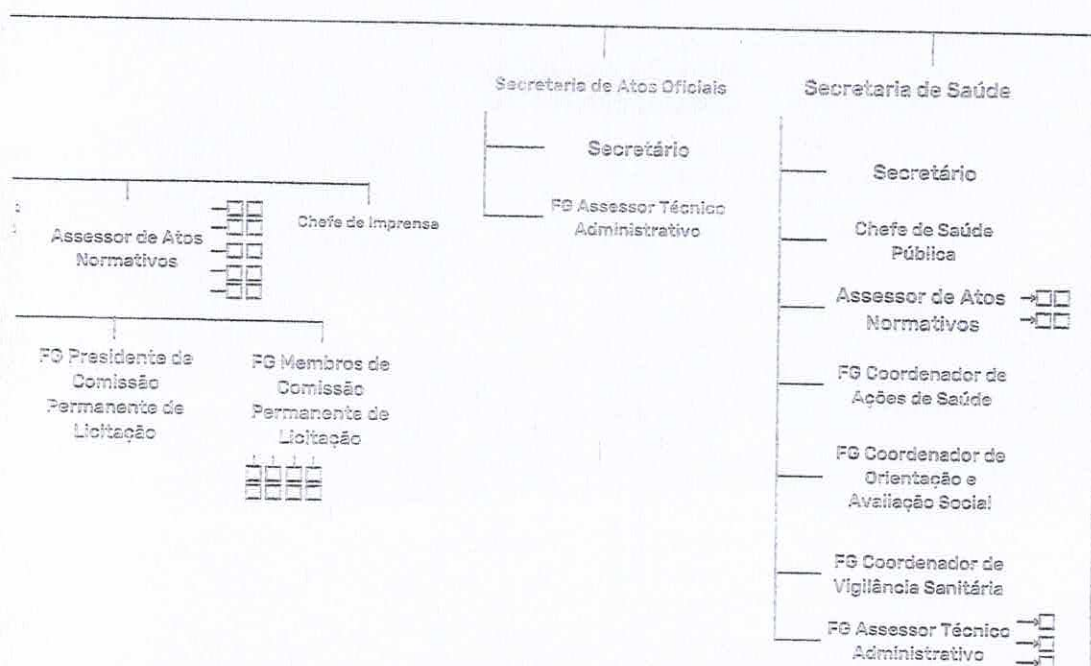 Secretaria de Atos Oficiais
Secretário
FG Assessor Técnico
Administrativo
Secretaria de Saúde
Secretário
Chefe de Saúde
Pública
Assessor de Atos
Normativos
FG Coordenador de
Ações de Saúde
FG Coordenador de
Orientação e
Avaliação Social
FG Coordenador de
Vigilância Sanitária
FG Assessor Técnico
Administrativo
Assessor de Atos
Normativos
Chefe de Imprensa
FG Presidente de
Comissão
Permanente de
Licitação
FG Membros de
Comissão
Permanente de
Licitação